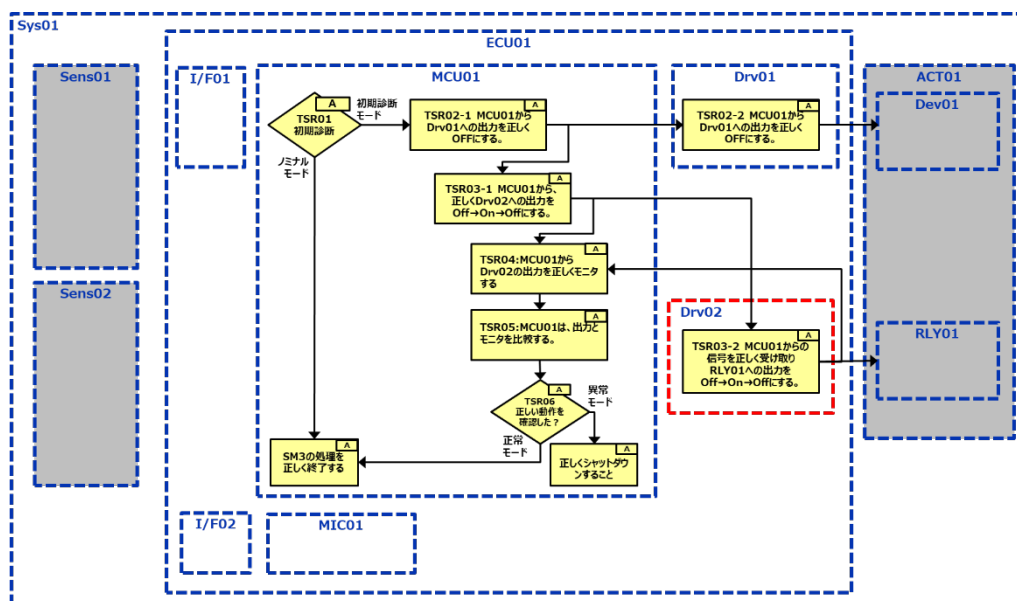 Sys01
ECU01
Sens01
I/F01
MCU01
Drv01
ACT01
Dev01
A
TSR01
初期診断
初期診断
モード
A
TSR02-1 MCU01から
Drv01への出力を正しく
OFFにする。
A
TSR02-2 MCU01から
Drv01への出力を正しく
OFFにする。
ノミナル
モード
A
TSR03-1 MCU01から、
正しくDrv02への出力を
Off→On→Offにする。
A
TSR04:MCU01から
Drv02の出力を正しくモニタ
する
Sens02
Drv02
A
TSR05:MCU01は、出力と
モニタを比較する。
A
TSR03-2 MCU01からの
信号を正しく受け取り
RLY01への出力を
Off→On→Offにする。
RLY01
A
TSR06
正しい動作を
確認した？
異常
モード
正常
モード
A
SM3の処理を
正しく終了する
A
正しくシャットダウ
ンすること
I/F02
MIC01